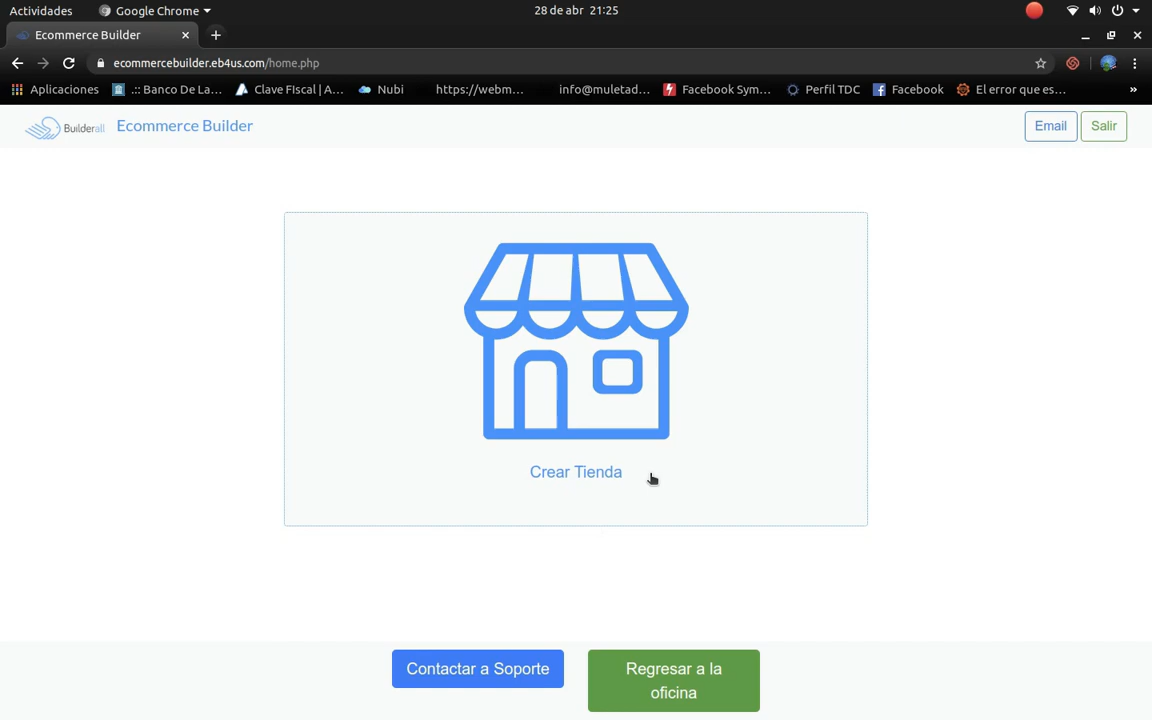 Actividades Google Chrome 28 de abr 21:25
Ecommerce Builder
ecommercebuilder.eb4us.com/home.php
Aplicaciones .:: Banco De La... Clave FIscal | A... Nubi https://webm... info@muletad... Facebook Sym... Perfil TDC Facebook El error que es... »
Builderall Ecommerce Builder Email Salir
Crear Tienda
Contactar a Soporte
Regresar a la
oficina